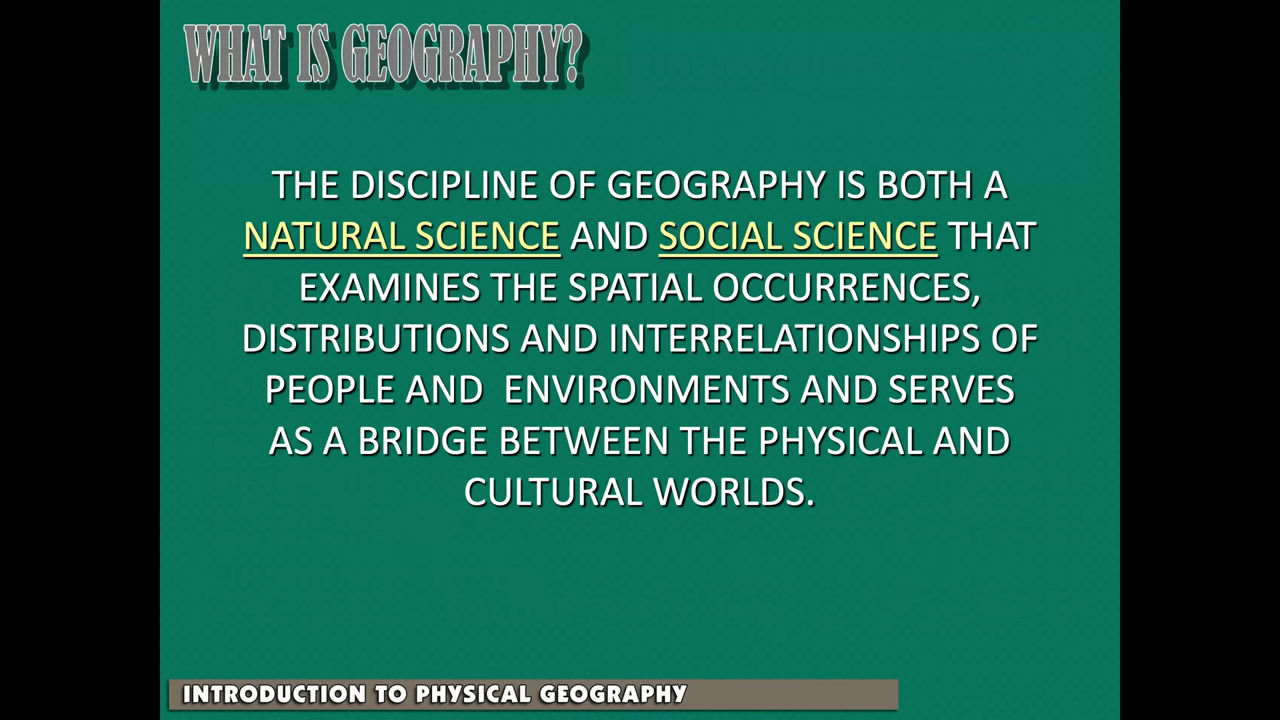 WHAT IS GEOGRAPHY?
THE DISCIPLINE OF GEOGRAPHY IS BOTH A
NATURAL SCIENCE AND SOCIAL SCIENCE THAT
EXAMINES THE SPATIAL OCCURRENCES,
DISTRIBUTIONS AND INTERRELATIONSHIPS OF
PEOPLE AND ENVIRONMENTS AND SERVES
AS A BRIDGE BETWEEN THE PHYSICAL AND
CULTURAL WORLDS.
INTRODUCTION TO PHYSICAL GEOGRAPHY